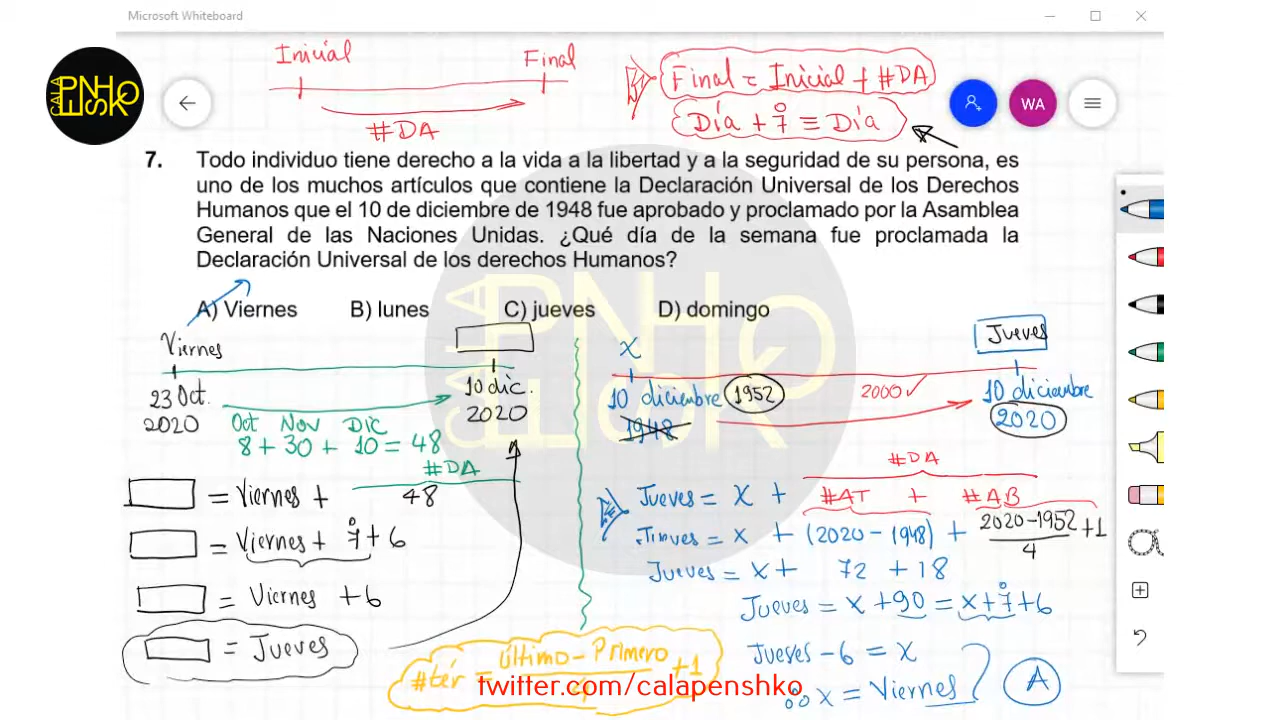 Microsoft Whiteboard
Inicial
Final
#DA
Final = Inicial + #DA
Día + 7̊ ≡ Día
CALA
PNHO
ESK
WA
7. Todo individuo tiene derecho a la vida a la libertad y a la seguridad de su persona, es
uno de los muchos artículos que contiene la Declaración Universal de los Derechos
Humanos que el 10 de diciembre de 1948 fue aprobado y proclamado por la Asamblea
General de las Naciones Unidas. ¿Qué día de la semana fue proclamada la
Declaración Universal de los derechos Humanos?
A) Viernes B) lunes C) jueves D) domingo
Viernes
23 Oct.
2020
10 dic.
2020
Oct Nov Dic
8 + 30 + 10 = 48
#DA
= Viernes + 48
= Viernes + 7̊ + 6
= Viernes + 6
= Jueves
x
Jueves
10 diciembre 1952
1948
2000 ✓
10 diciembre
2020
#DA
Jueves = x + #AT + #AB
Jueves = x + (2020 - 1948) + 2020-1952/4 + 1
Jueves = x + 72 + 18
Jueves = x + 90 = x + 7̊ + 6
Jueves - 6 = x
∴ x = Viernes
A
#tér = último - Primero + 1
twitter.com/calapenshko